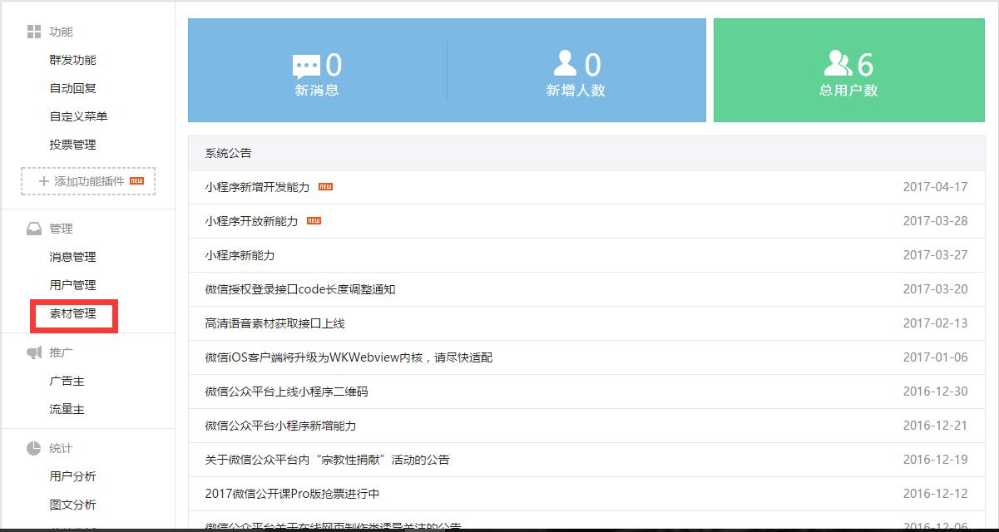 功能
群发功能
自动回复
自定义菜单
投票管理
添加功能插件 NEW
管理
消息管理
用户管理
素材管理
推广
广告主
流量主
统计
用户分析
图文分析
0
新消息
0
新增人数
6
总用户数
系统公告
小程序新增开发能力 NEW 2017-04-17
小程序开放新能力 NEW 2017-03-28
小程序新能力 2017-03-27
微信授权登录接口code长度调整通知 2017-03-20
高清语音素材获取接口上线 2017-02-13
微信iOS客户端将升级为WKWebview内核，请尽快适配 2017-01-06
微信公众平台上线小程序二维码 2016-12-30
微信公众平台小程序新增能力 2016-12-21
关于微信公众平台内“宗教性捐献”活动的公告 2016-12-19
2017微信公开课Pro版抢票进行中 2016-12-12
微信公众平台关于在线网页制作类诱导关注的公告 2016-12-06